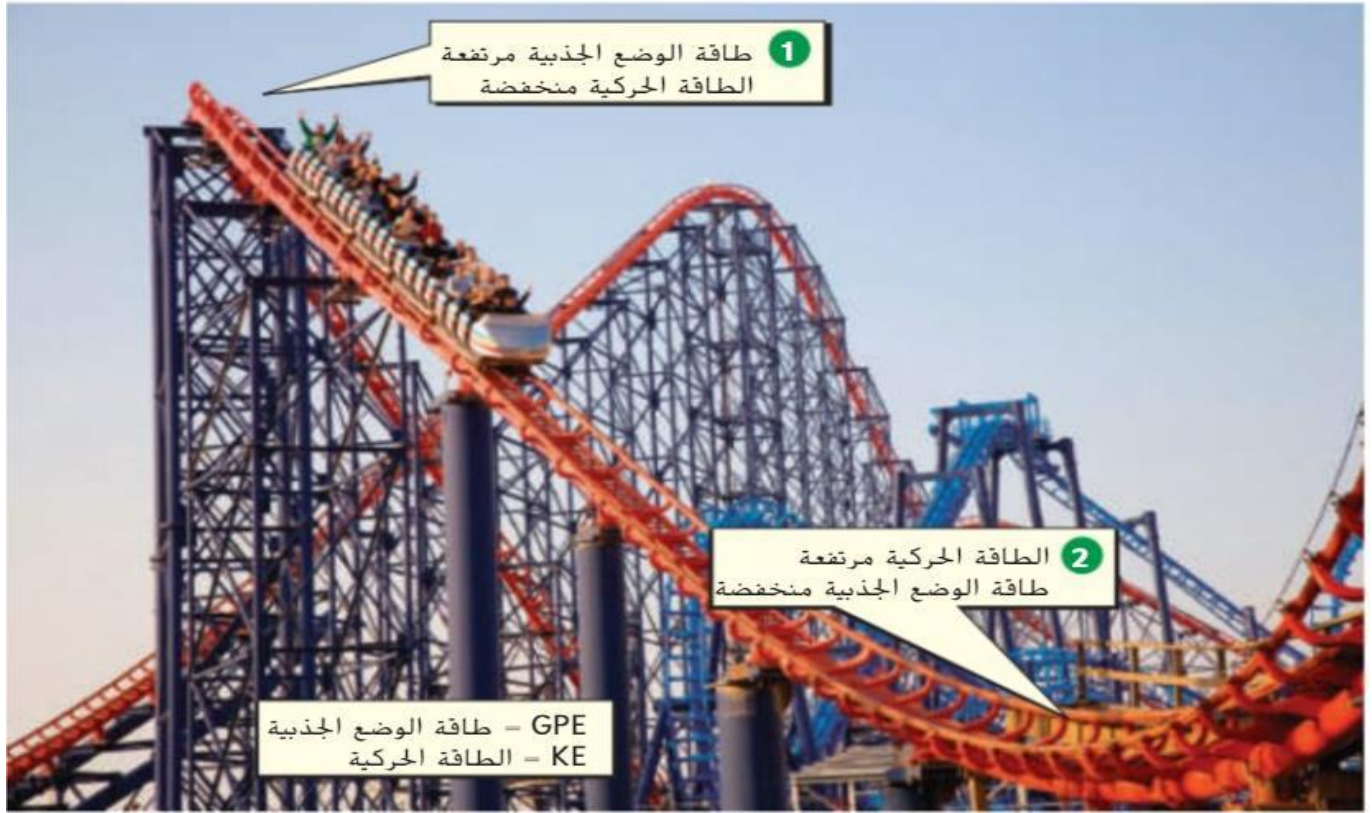 1 طاقة الوضع الجذبية مرتفعة
الطاقة الحركية منخفضة
2 الطاقة الحركية مرتفعة
طاقة الوضع الجذبية منخفضة
GPE – طاقة الوضع الجذبية
KE – الطاقة الحركية